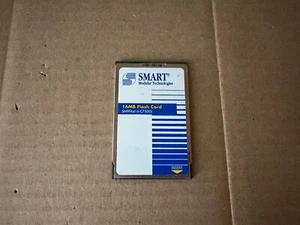 SMART®
Modular Technologies
16MB Flash Card